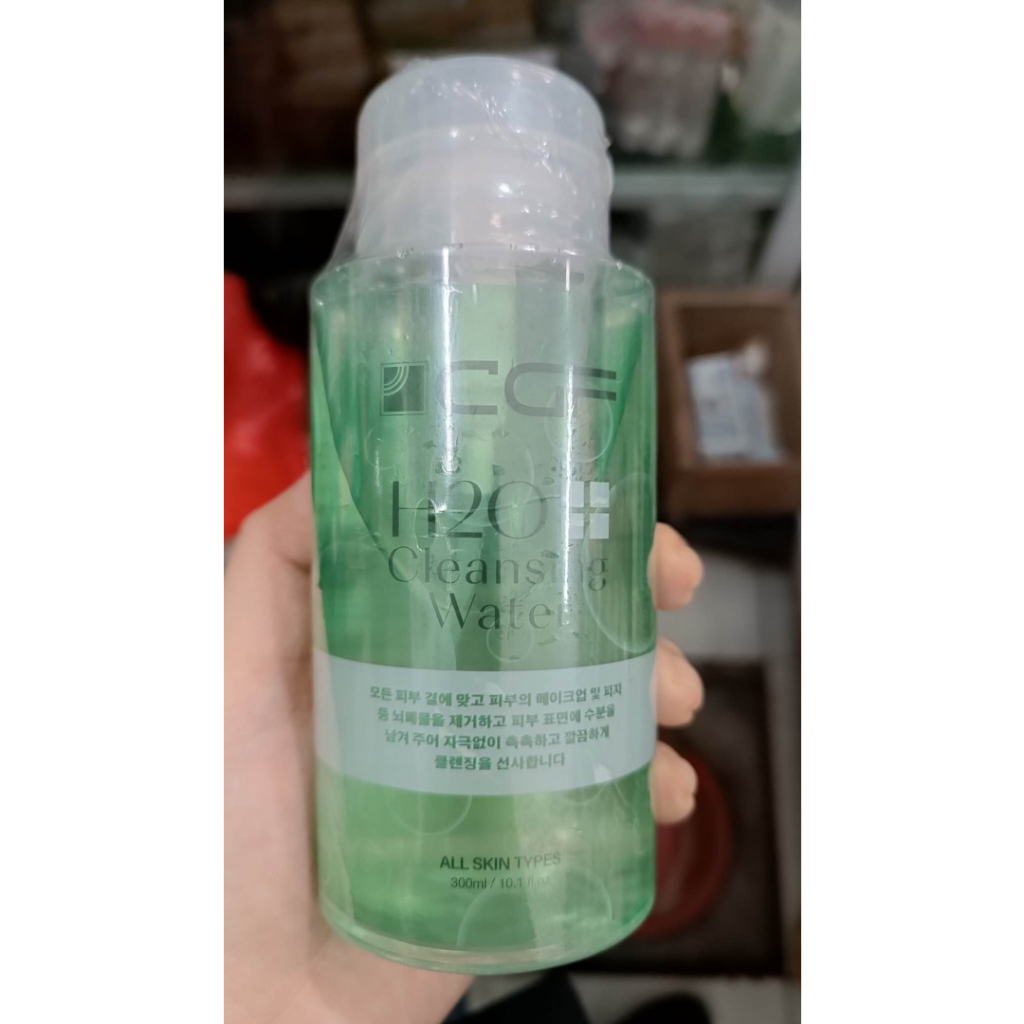 CGF
H2O
Cleansing
Water
모든 피부 결에 맞고 피부의 메이크업 및 피지
등 뇌폐물을 제거하고 피부 표면에 수분을
남겨 주어 자극없이 촉촉하고 깔끔하게
클렌징을 선사합니다
ALL SKIN TYPES
300ml / 10.1 fl.oz